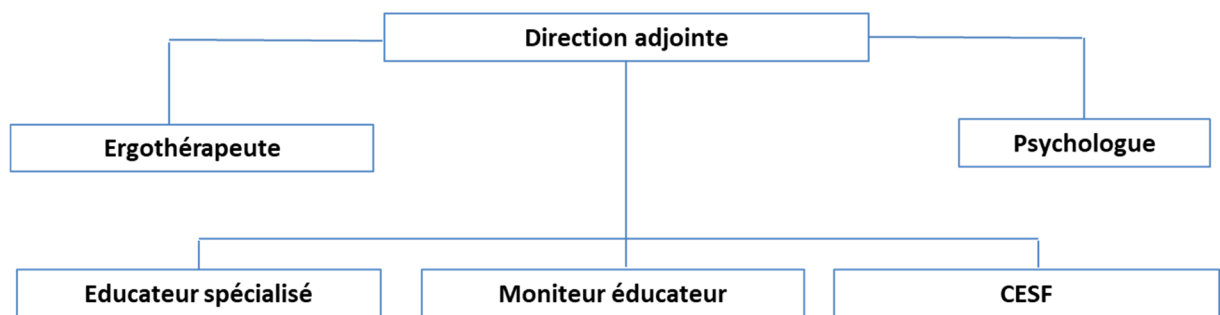 Direction adjointe
Ergothérapeute
Psychologue
Educateur spécialisé
Moniteur éducateur
CESF